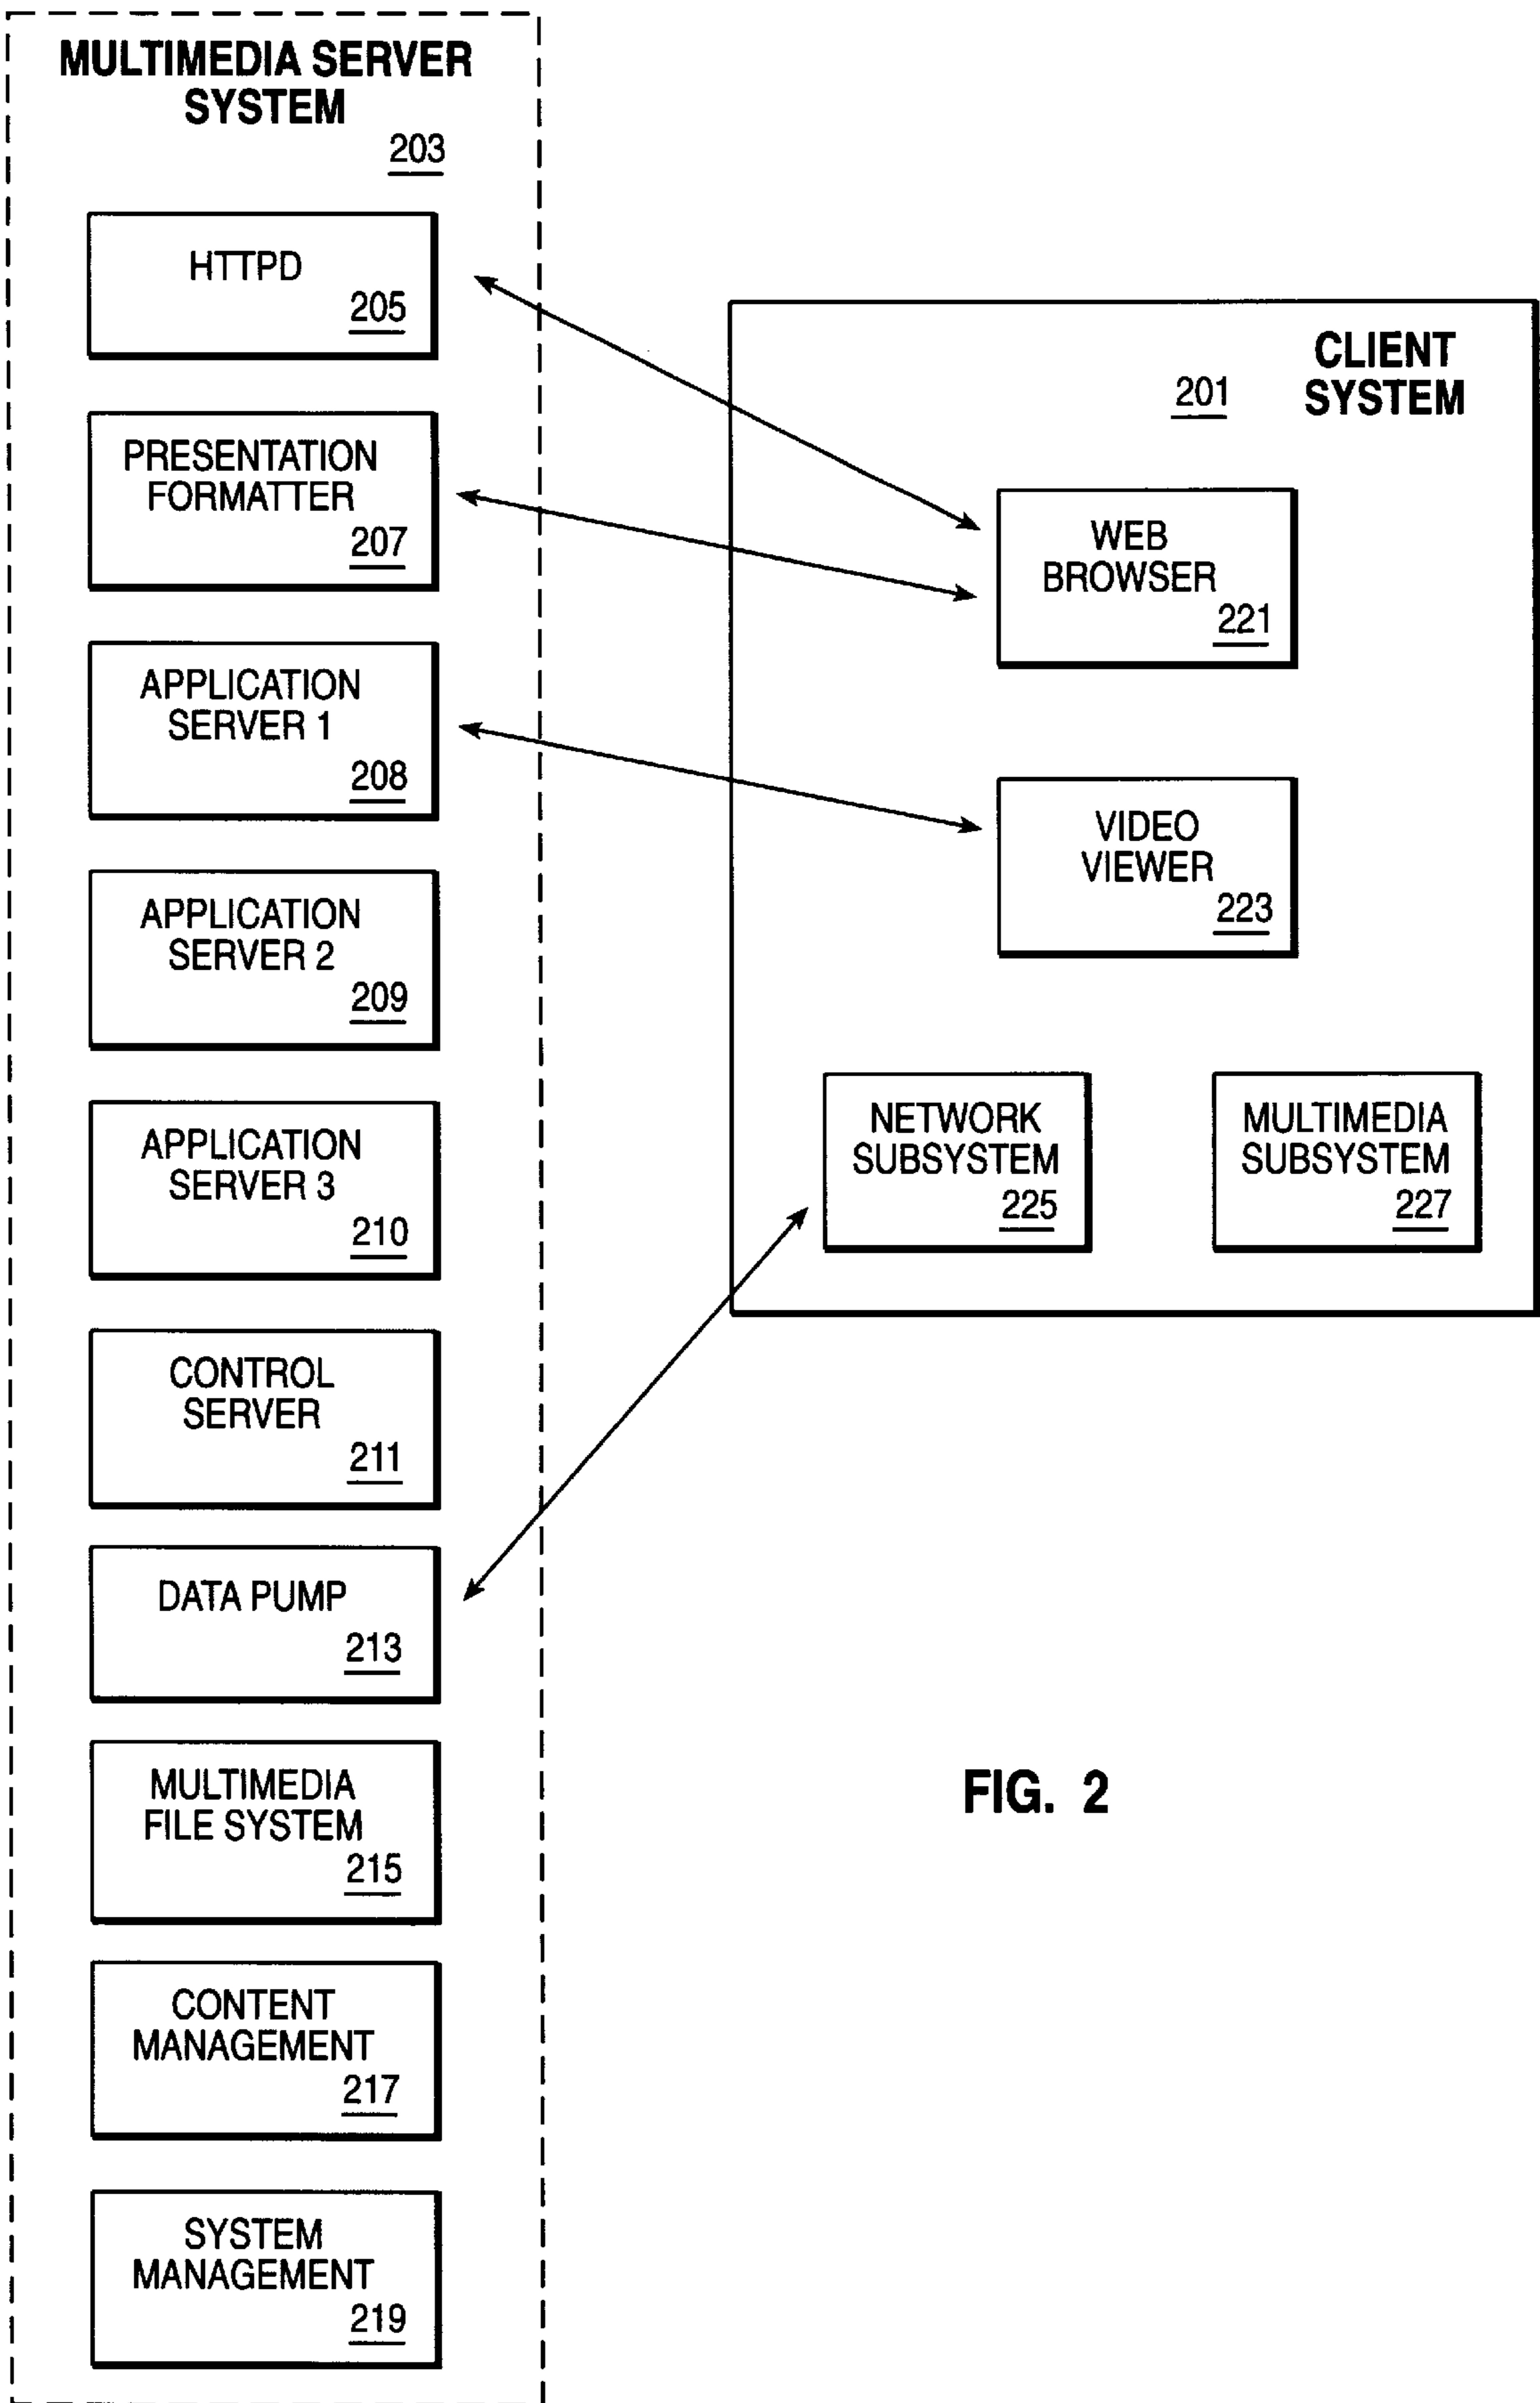 MULTIMEDIA SERVER
SYSTEM
203
HTTPD
205
PRESENTATION
FORMATTER
207
APPLICATION
SERVER 1
208
APPLICATION
SERVER 2
209
APPLICATION
SERVER 3
210
CONTROL
SERVER
211
DATA PUMP
213
MULTIMEDIA
FILE SYSTEM
215
CONTENT
MANAGEMENT
217
SYSTEM
MANAGEMENT
219
CLIENT
SYSTEM
201
WEB
BROWSER
221
VIDEO
VIEWER
223
NETWORK
SUBSYSTEM
225
MULTIMEDIA
SUBSYSTEM
227
FIG. 2